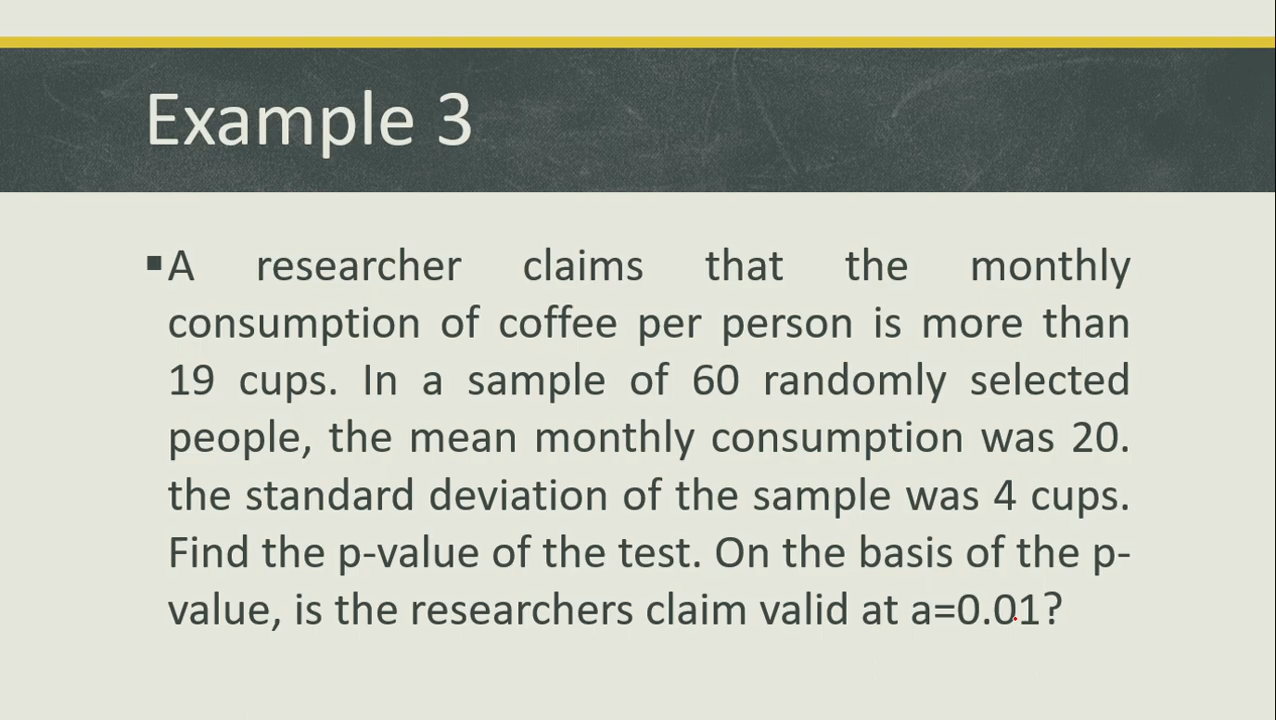 Example 3
▪A researcher claims that the monthly
consumption of coffee per person is more than
19 cups. In a sample of 60 randomly selected
people, the mean monthly consumption was 20.
the standard deviation of the sample was 4 cups.
Find the p-value of the test. On the basis of the p-
value, is the researchers claim valid at a=0.01?